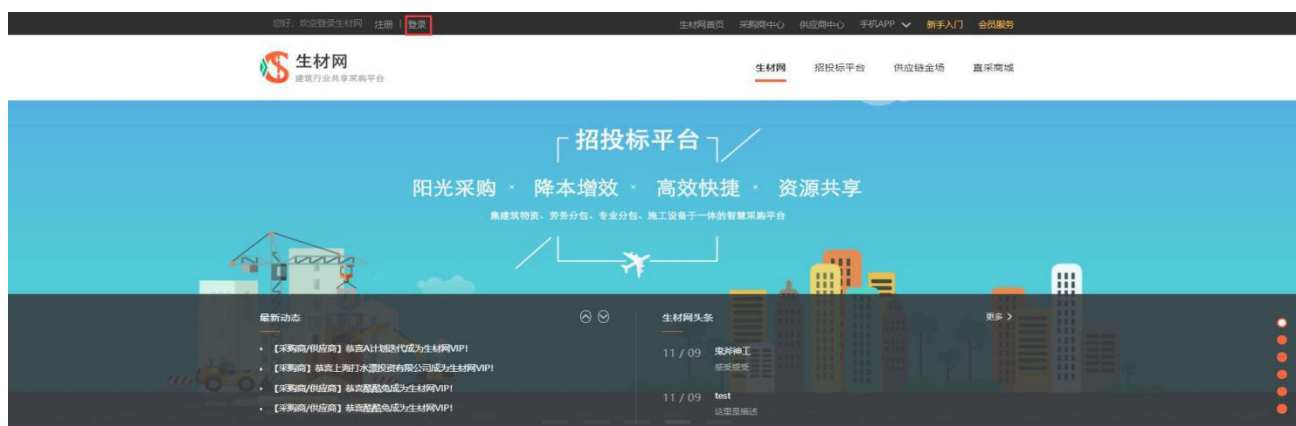 您好，欢迎登录生材网 注册 | 登录 生材网首页 采购商中心 供应商中心 手机APP 新手入门 会员服务
生材网
建筑行业共享采购平台
生材网 招投标平台 供应链金场 直采商城
招投标平台
阳光采购 × 降本增效 × 高效快捷 × 资源共享
集建筑物资、劳务分包、专业分包、施工设备于一体的智慧采购平台
最新动态
• 【采购商/供应商】恭喜A计划迭代成为生材网VIP!
• 【采购商】恭喜上海打水漂投资有限公司成为生材网VIP!
• 【采购商/供应商】恭喜酷酷兔成为生材网VIP!
• 【采购商/供应商】恭喜酷酷兔成为生材网VIP!
生材网头条 更多
11 / 09 鬼斧神工
感受感受
11 / 09 test
这里是描述